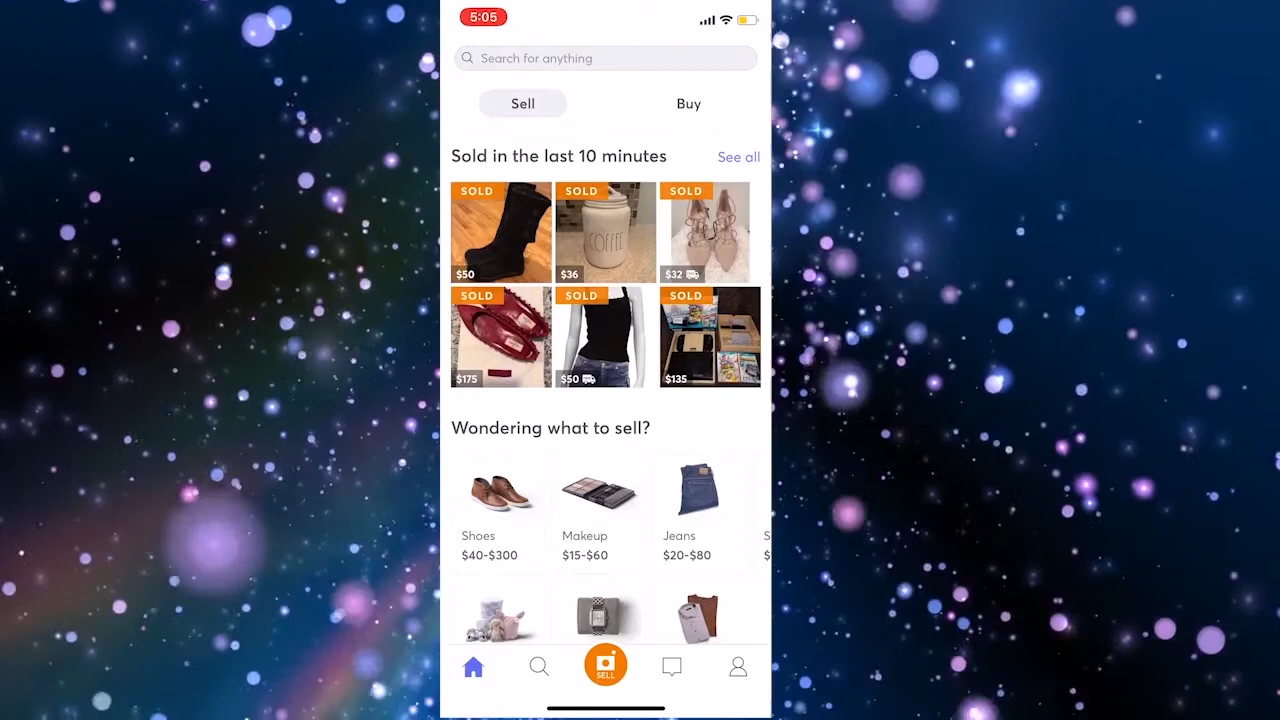 5:05
Search for anything
Sell Buy
Sold in the last 10 minutes See all
SOLD SOLD SOLD
COFFEE
$50 $36 $32
SOLD SOLD SOLD
$175 $50 $135
Wondering what to sell?
Shoes Makeup Jeans S
$40-$300 $15-$60 $20-$80 $
SELL